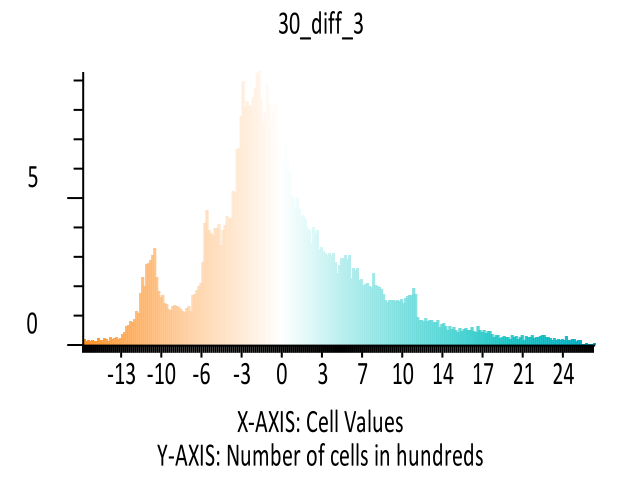 30_diff_3
5
0
-13 -10 -6 -3 0 3 7 10 14 17 21 24
X-AXIS: Cell Values
Y-AXIS: Number of cells in hundreds